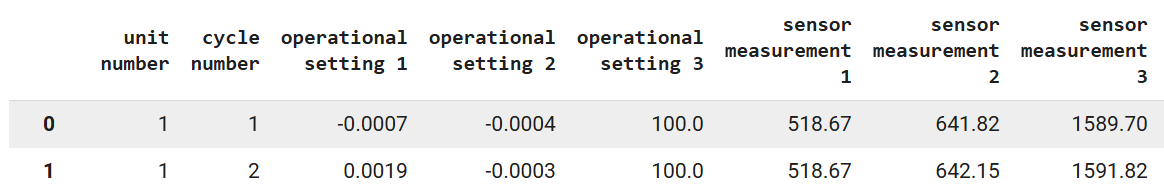 unit number cycle number operational setting 1 operational setting 2 operational setting 3 sensor measurement 1 sensor measurement 2 sensor measurement 3
0 1 1 -0.0007 -0.0004 100.0 518.67 641.82 1589.70
1 1 2 0.0019 -0.0003 100.0 518.67 642.15 1591.82